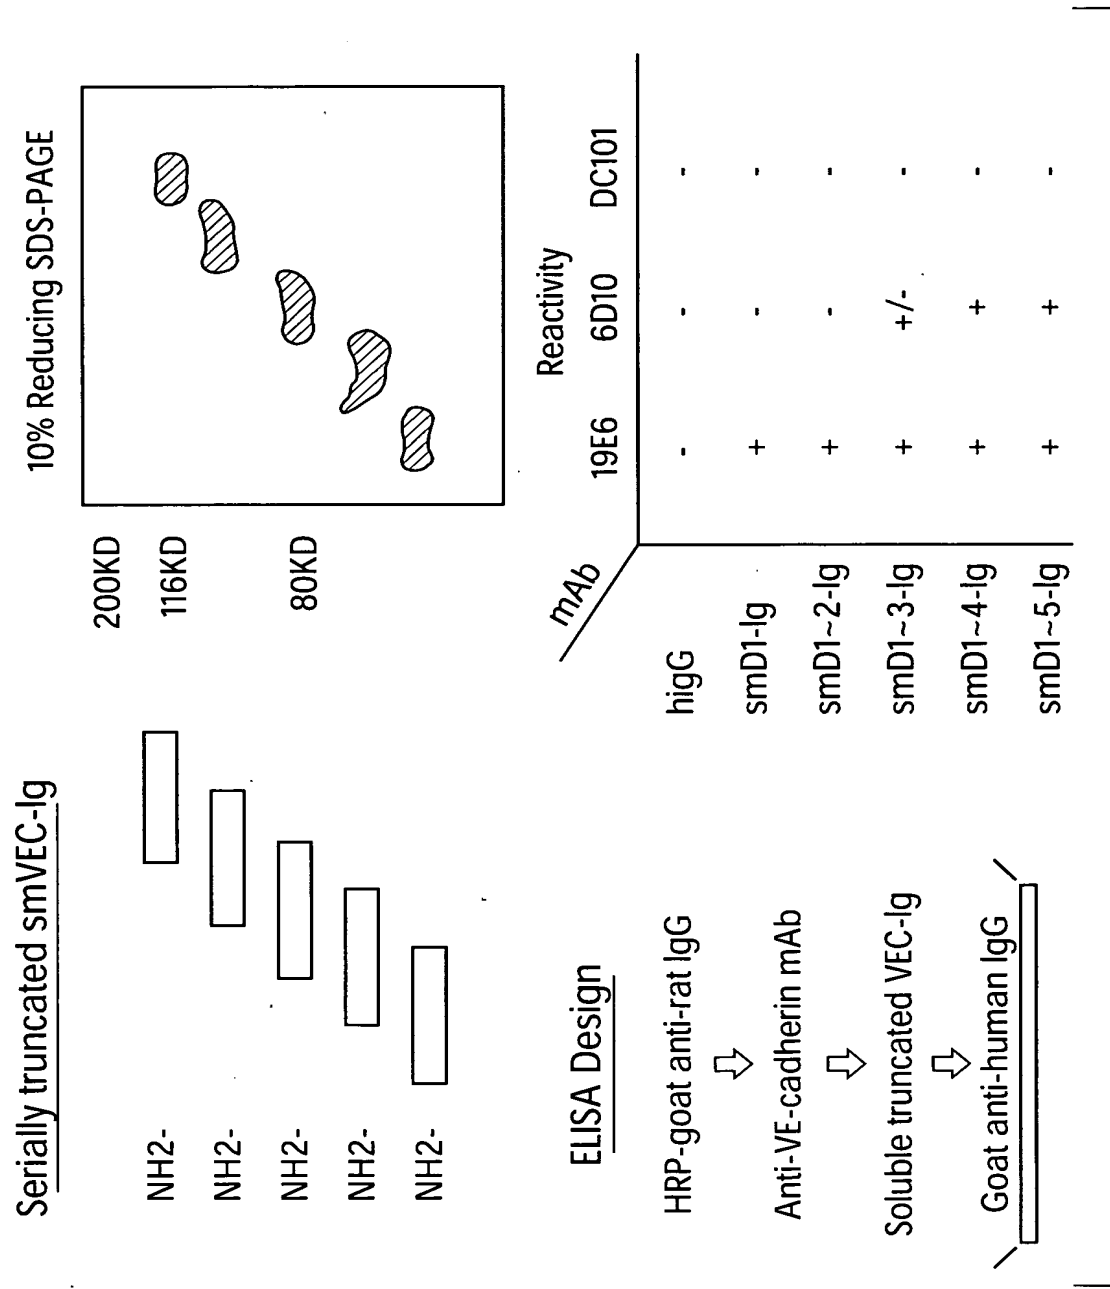 Serially truncated smVEC-Ig
NH2-
NH2-
NH2-
NH2-
NH2-
10% Reducing SDS-PAGE
200KD
116KD
80KD
ELISA Design
HRP-goat anti-rat IgG
Anti-VE-cadherin mAb
Soluble truncated VEC-Ig
Goat anti-human IgG
Reactivity
mAb 19E6 6D10 DC101
higG - - -
smD1-Ig + - -
smD1~2-Ig + - -
smD1~3-Ig + +/- -
smD1~4-Ig + + -
smD1~5-Ig + + -